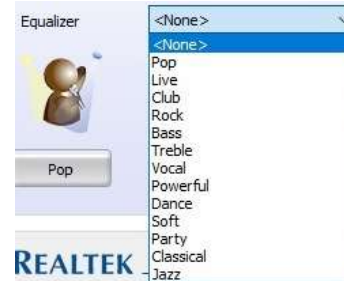 Equalizer
<None>
<None>
Pop
Live
Club
Rock
Bass
Treble
Vocal
Powerful
Dance
Soft
Party
Classical
Jazz
Pop
REALTEK